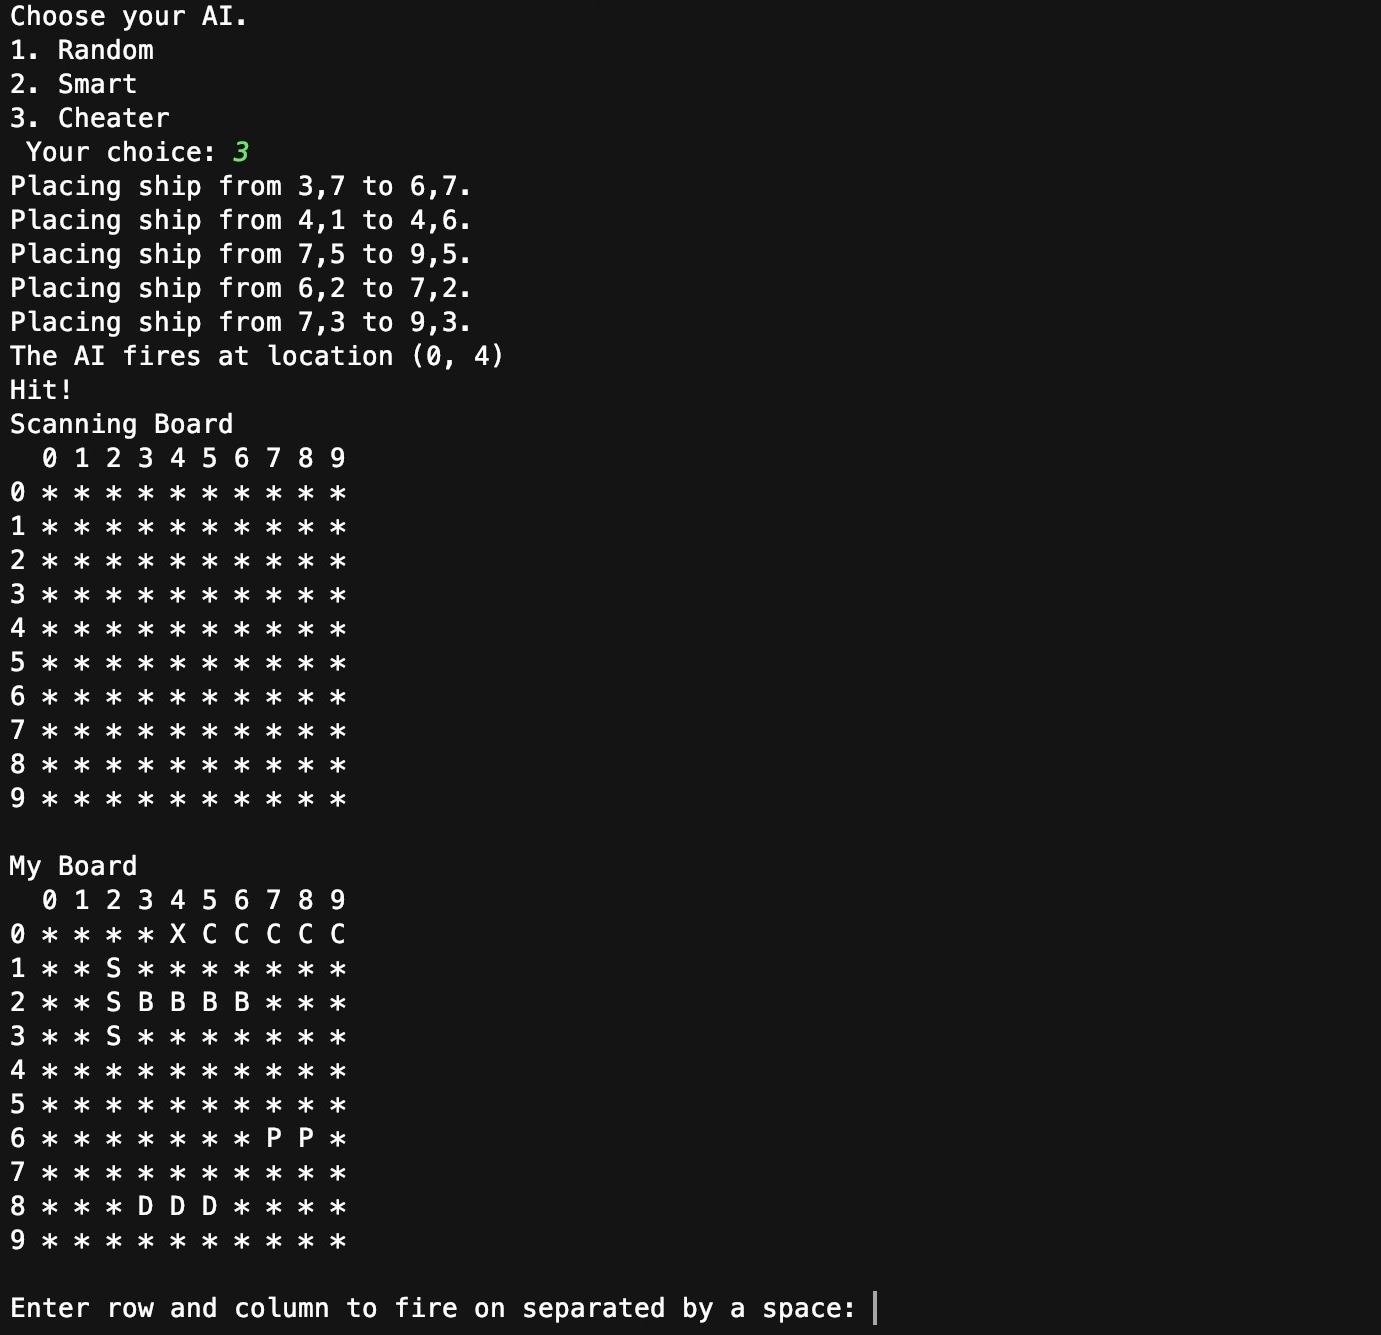 Choose your AI.
1. Random
2. Smart
3. Cheater
 Your choice: 3
Placing ship from 3,7 to 6,7.
Placing ship from 4,1 to 4,6.
Placing ship from 7,5 to 9,5.
Placing ship from 6,2 to 7,2.
Placing ship from 7,3 to 9,3.
The AI fires at location (0, 4)
Hit!
Scanning Board
  0 1 2 3 4 5 6 7 8 9
0 * * * * * * * * * *
1 * * * * * * * * * *
2 * * * * * * * * * *
3 * * * * * * * * * *
4 * * * * * * * * * *
5 * * * * * * * * * *
6 * * * * * * * * * *
7 * * * * * * * * * *
8 * * * * * * * * * *
9 * * * * * * * * * *

My Board
  0 1 2 3 4 5 6 7 8 9
0 * * * * X C C C C C
1 * * S * * * * * * *
2 * * S B B B B * * *
3 * * S * * * * * * *
4 * * * * * * * * * *
5 * * * * * * * * * *
6 * * * * * * * P P *
7 * * * * * * * * * *
8 * * * D D D * * * *
9 * * * * * * * * * *

Enter row and column to fire on separated by a space: